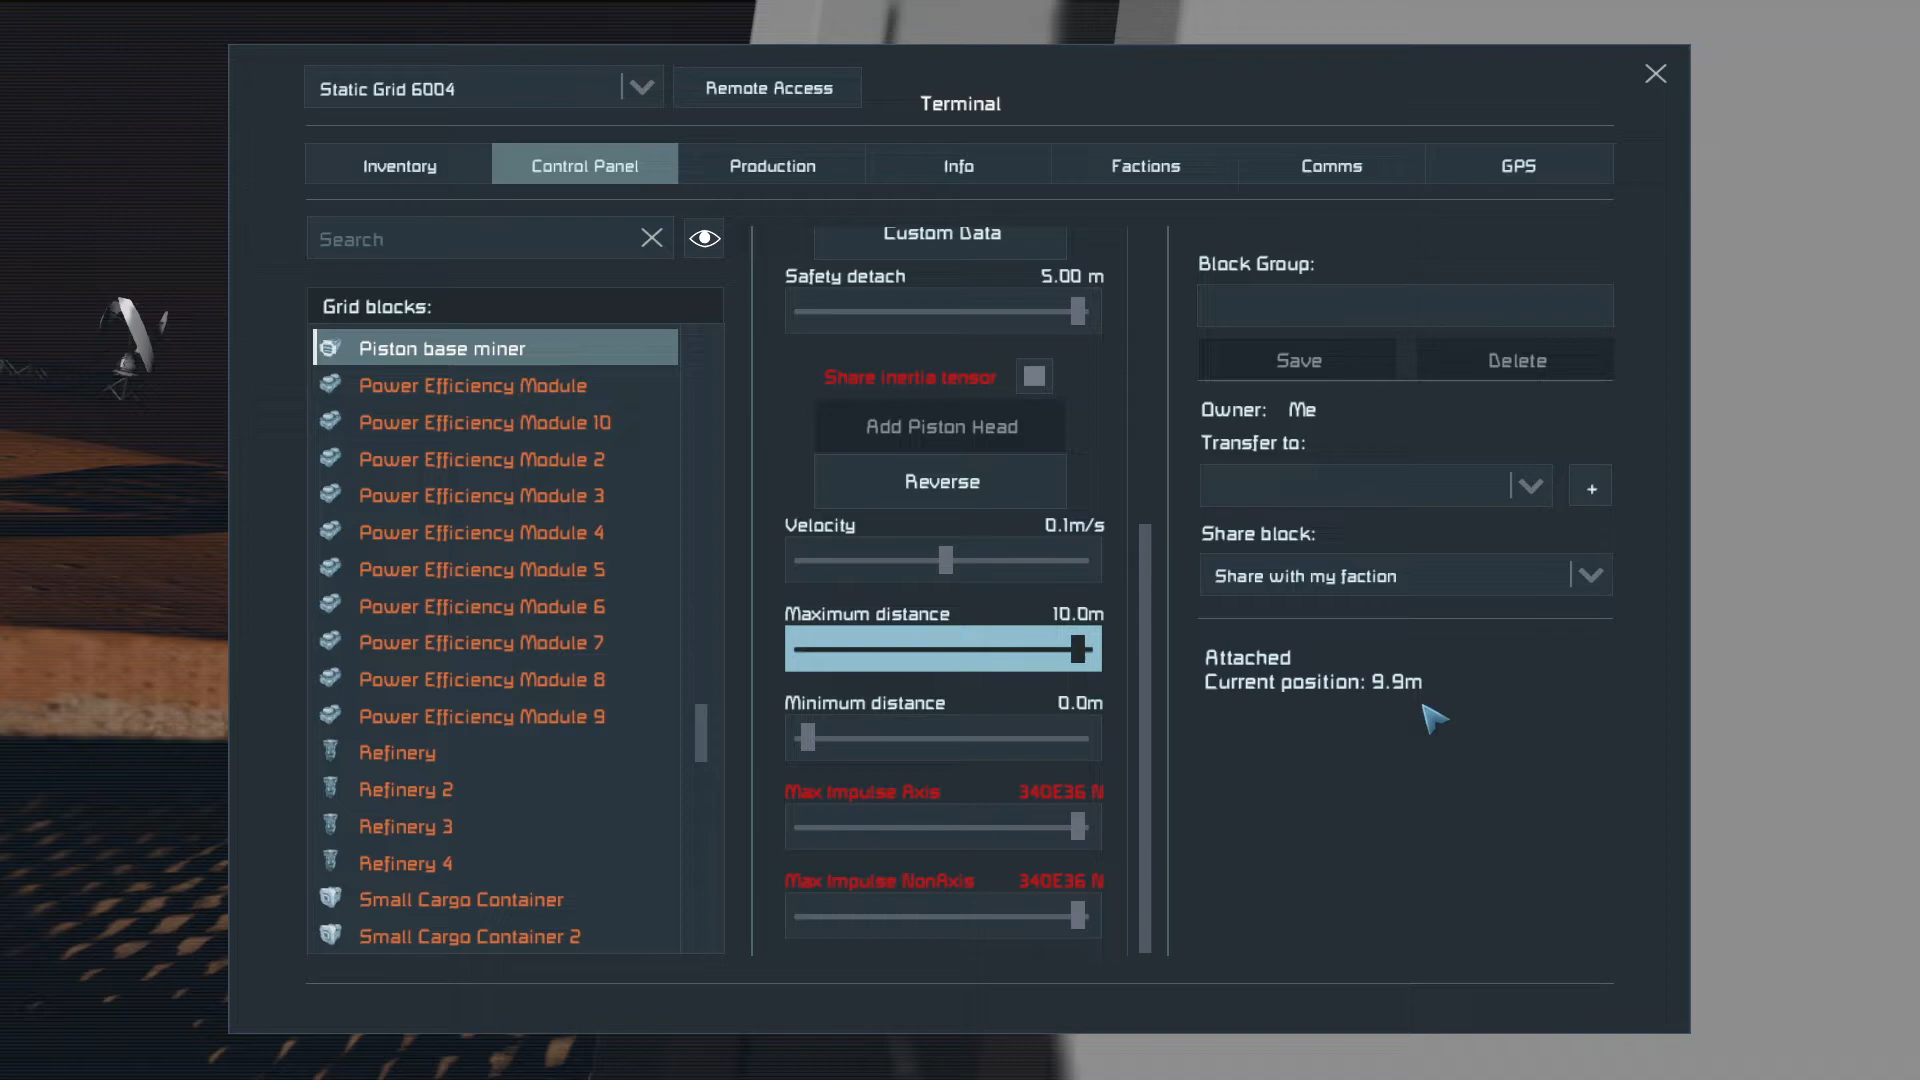 Static Grid 6004
Remote Access
Terminal
Inventory
Control Panel
Production
Info
Factions
Comms
GPS
Search
Grid blocks:
Piston base miner
Power Efficiency Module
Power Efficiency Module 10
Power Efficiency Module 2
Power Efficiency Module 3
Power Efficiency Module 4
Power Efficiency Module 5
Power Efficiency Module 6
Power Efficiency Module 7
Power Efficiency Module 8
Power Efficiency Module 9
Refinery
Refinery 2
Refinery 3
Refinery 4
Small Cargo Container
Small Cargo Container 2
Custom Data
Safety detach 5.00 m
Share inertia tensor
Add Piston Head
Reverse
Velocity 0.1m/s
Maximum distance 10.0m
Minimum distance 0.0m
Max Impulse Axis 340E36 N
Max Impulse NonAxis 340E36 N
Block Group:
Save
Delete
Owner: Me
Transfer to:
+
Share block:
Share with my faction
Attached
Current position: 9.9m